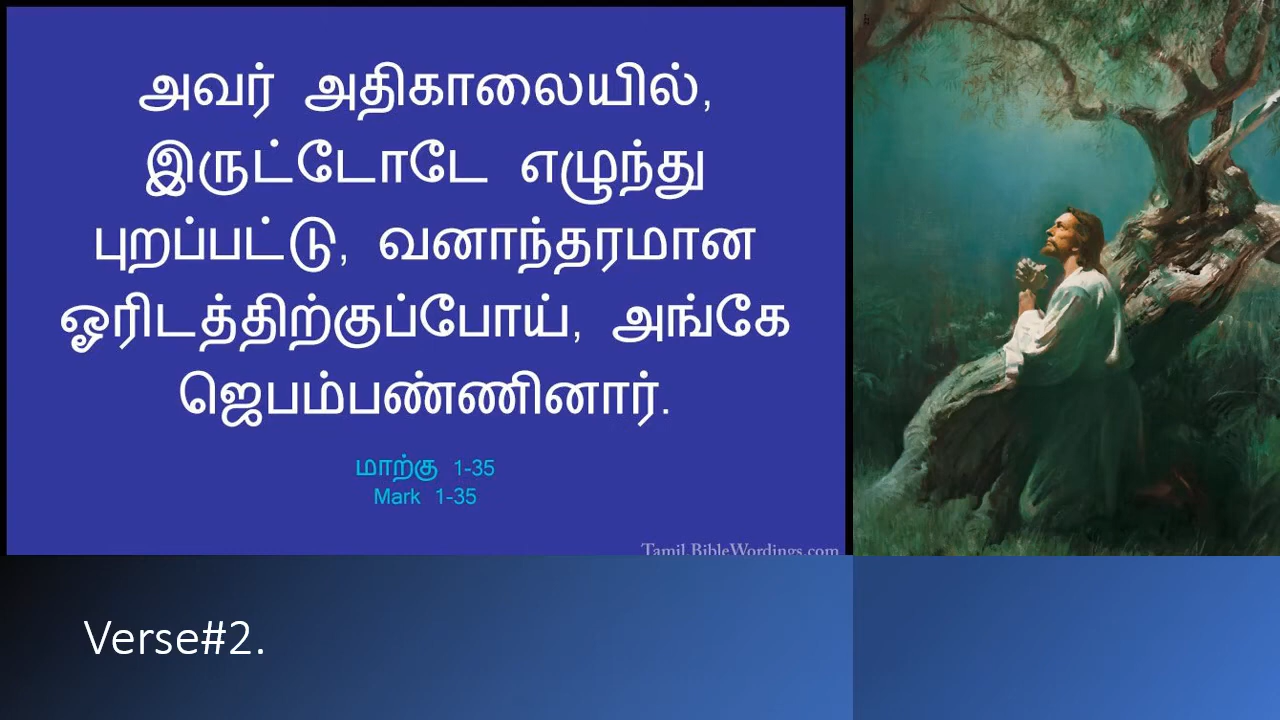 அவர் அதிகாலையில்,
இருட்டோடே எழுந்து
புறப்பட்டு, வனாந்தரமான
ஓரிடத்திற்குப்போய், அங்கே
ஜெபம்பண்ணினார்.
மாற்கு 1-35
Mark 1-35
Tamil.BibleWordings.com
Verse#2.